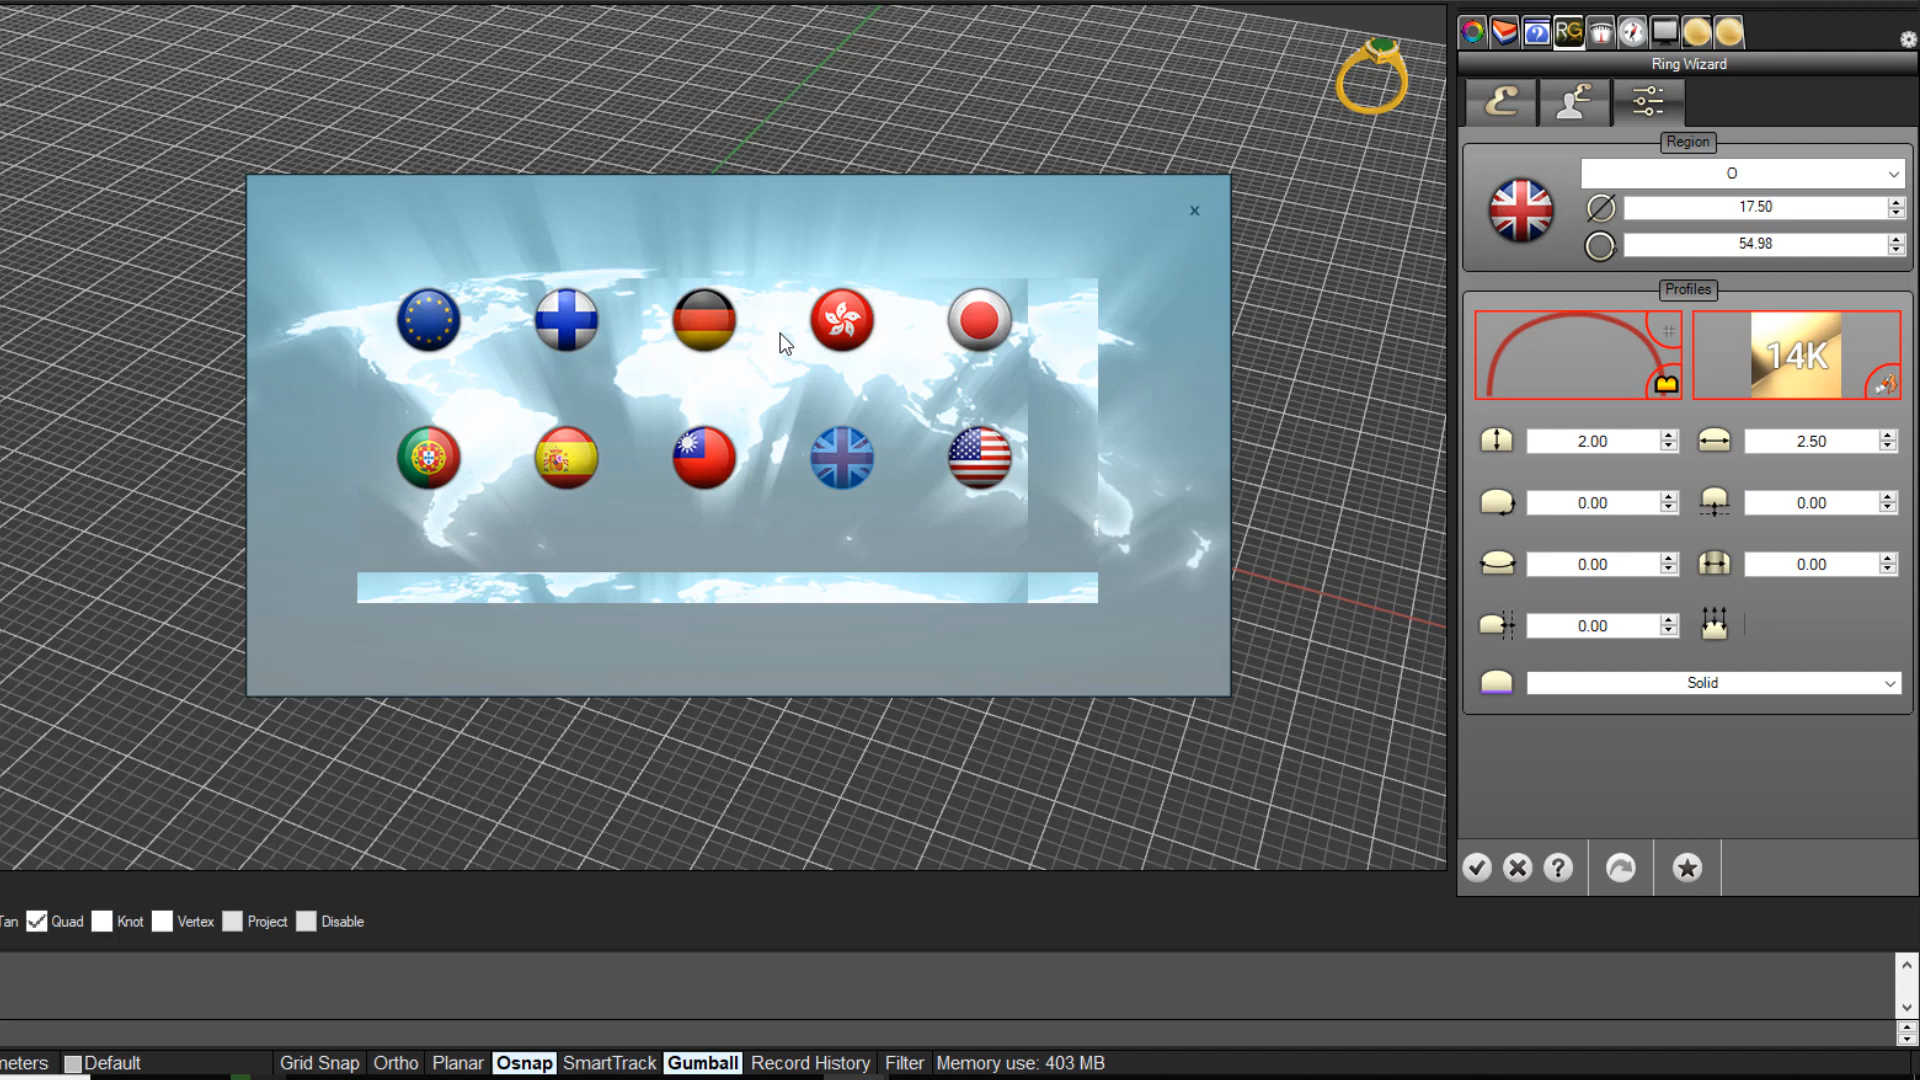 RG
Ring Wizard
Region
O
17.50
54.98
x
Profiles
14K
2.00
2.50
0.00
0.00
0.00
0.00
0.00
Solid
Quad
Knot
Vertex
Project
Disable
Default
Grid Snap
Ortho
Planar
Osnap
SmartTrack
Gumball
Record History
Filter
Memory use: 403 MB